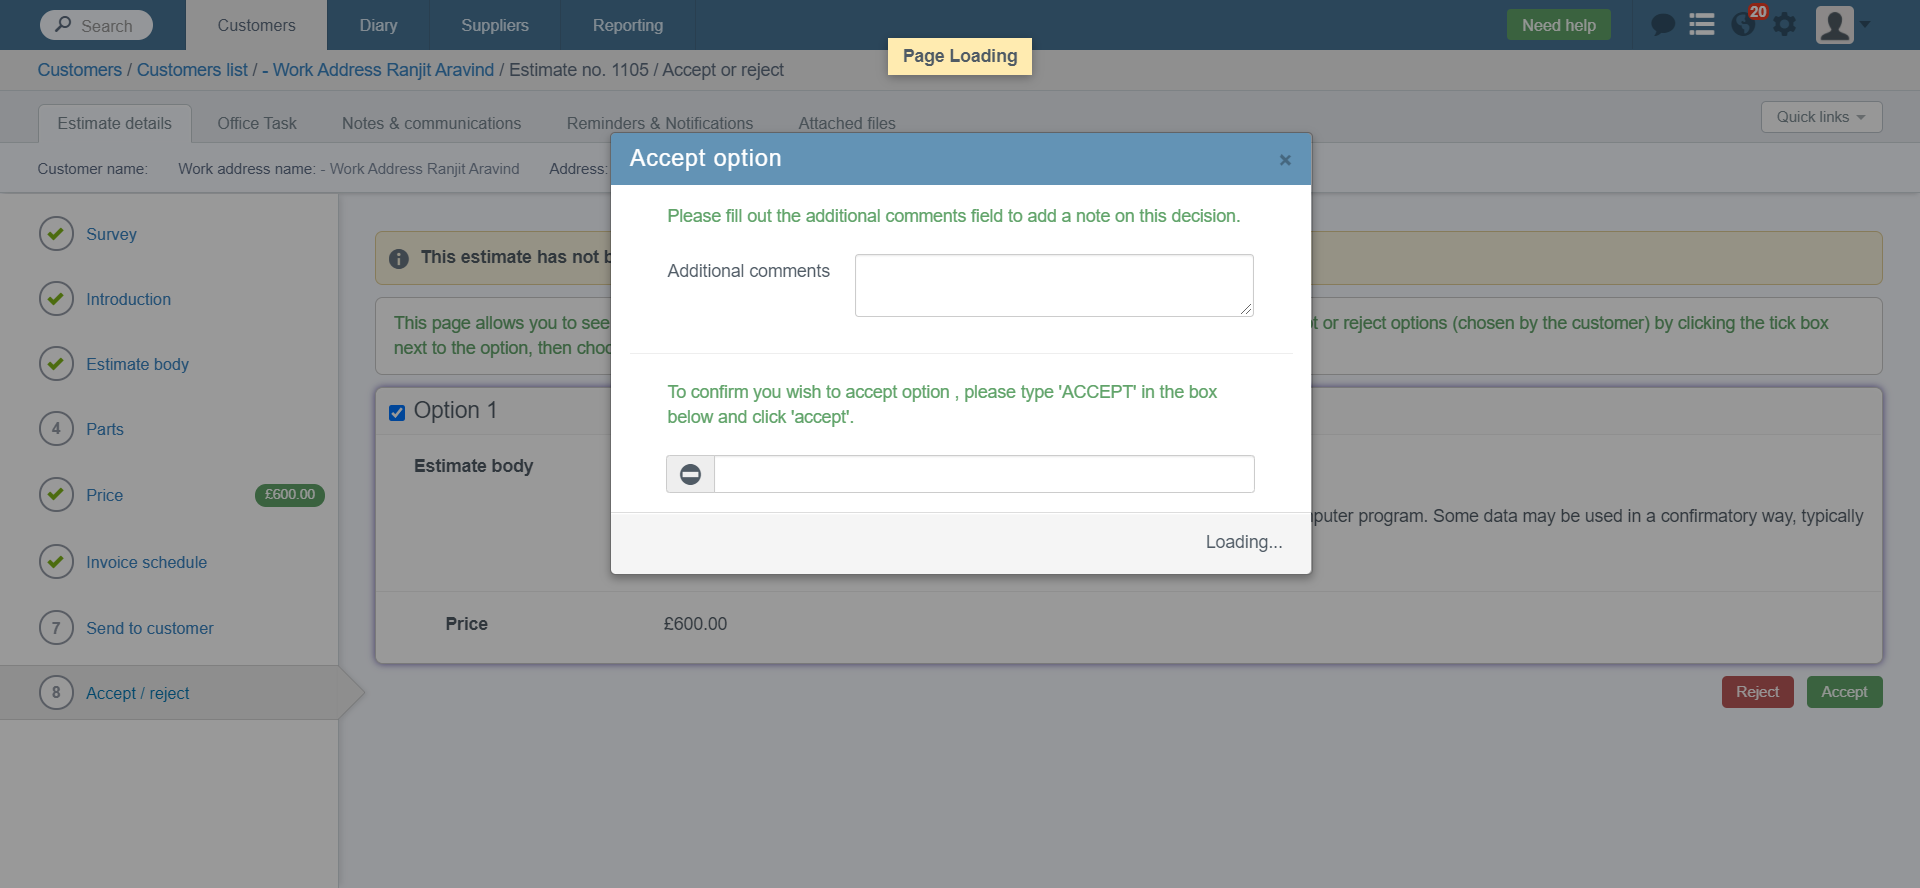 Search
Customers
Diary
Suppliers
Reporting
Need help
20
Page Loading
Customers / Customers list / - Work Address Ranjit Aravind / Estimate no. 1105 / Accept or reject
Estimate details
Office Task
Notes & communications
Reminders & Notifications
Attached files
Quick links
Customer name:
Work address name: - Work Address Ranjit Aravind
Address:
Survey
Introduction
Estimate body
4 Parts
Price £600.00
Invoice schedule
7 Send to customer
8 Accept / reject
This estimate has not
This page allows you to see
or reject options (chosen by the customer) by clicking the tick box
next to the option, then
Option 1
Estimate body
program. Some data may be used in a confirmatory way, typically
Price £600.00
Reject
Accept
Accept option
×
Please fill out the additional comments field to add a note on this decision.
Additional comments
To confirm you wish to accept option , please type 'ACCEPT' in the box
below and click 'accept'.
Loading...